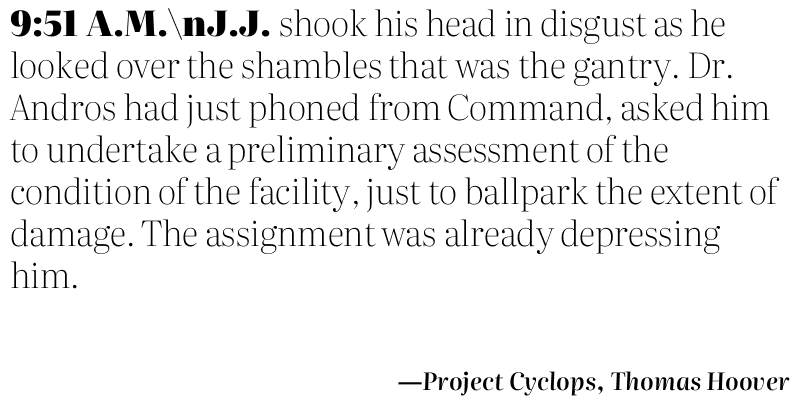 9:51 A.M.\nJ.J. shook his head in disgust as he
looked over the shambles that was the gantry. Dr.
Andros had just phoned from Command, asked him
to undertake a preliminary assessment of the
condition of the facility, just to ballpark the extent of
damage. The assignment was already depressing
him.
—Project Cyclops, Thomas Hoover